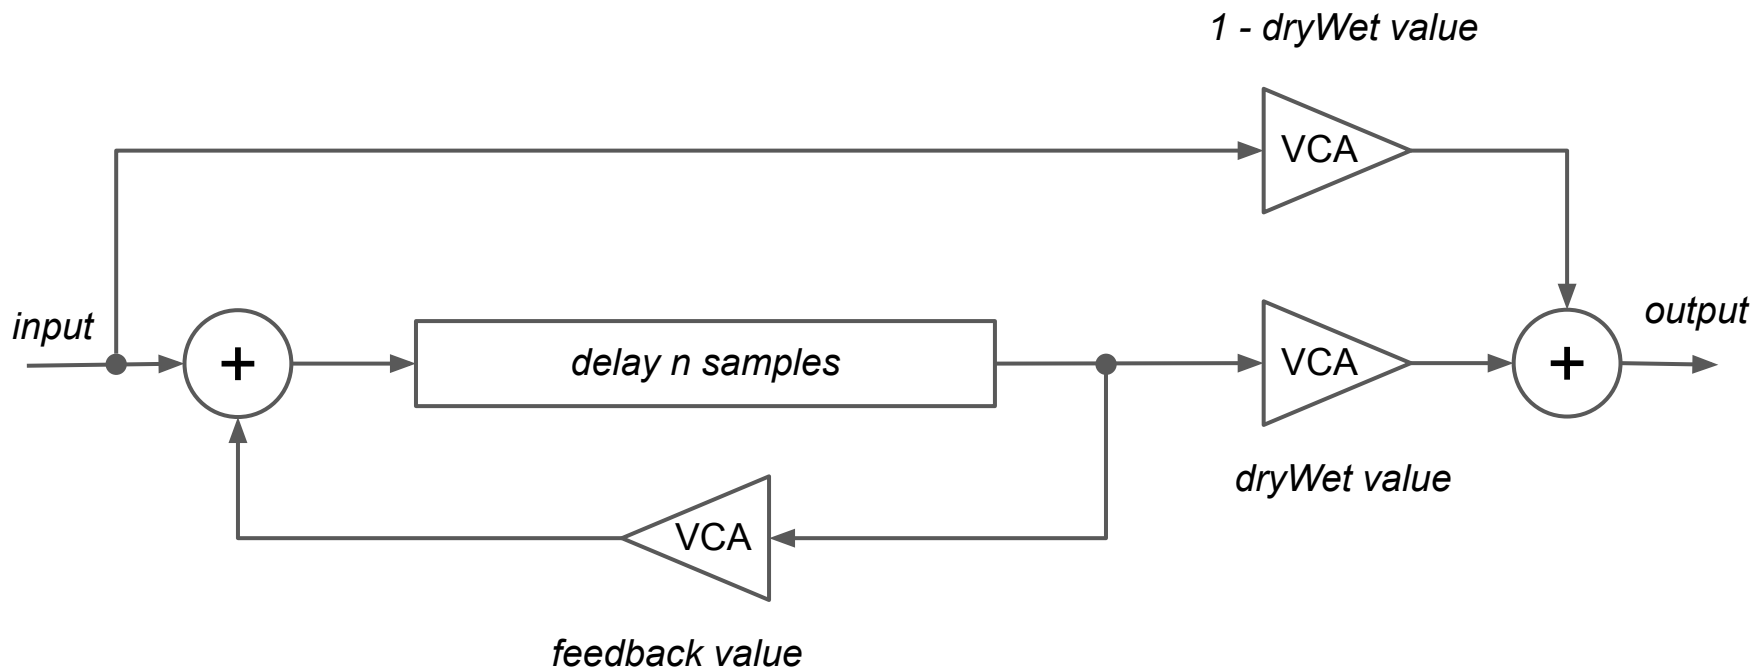 1 - dryWet value
VCA
input
+
delay n samples
VCA
+
output
dryWet value
VCA
feedback value